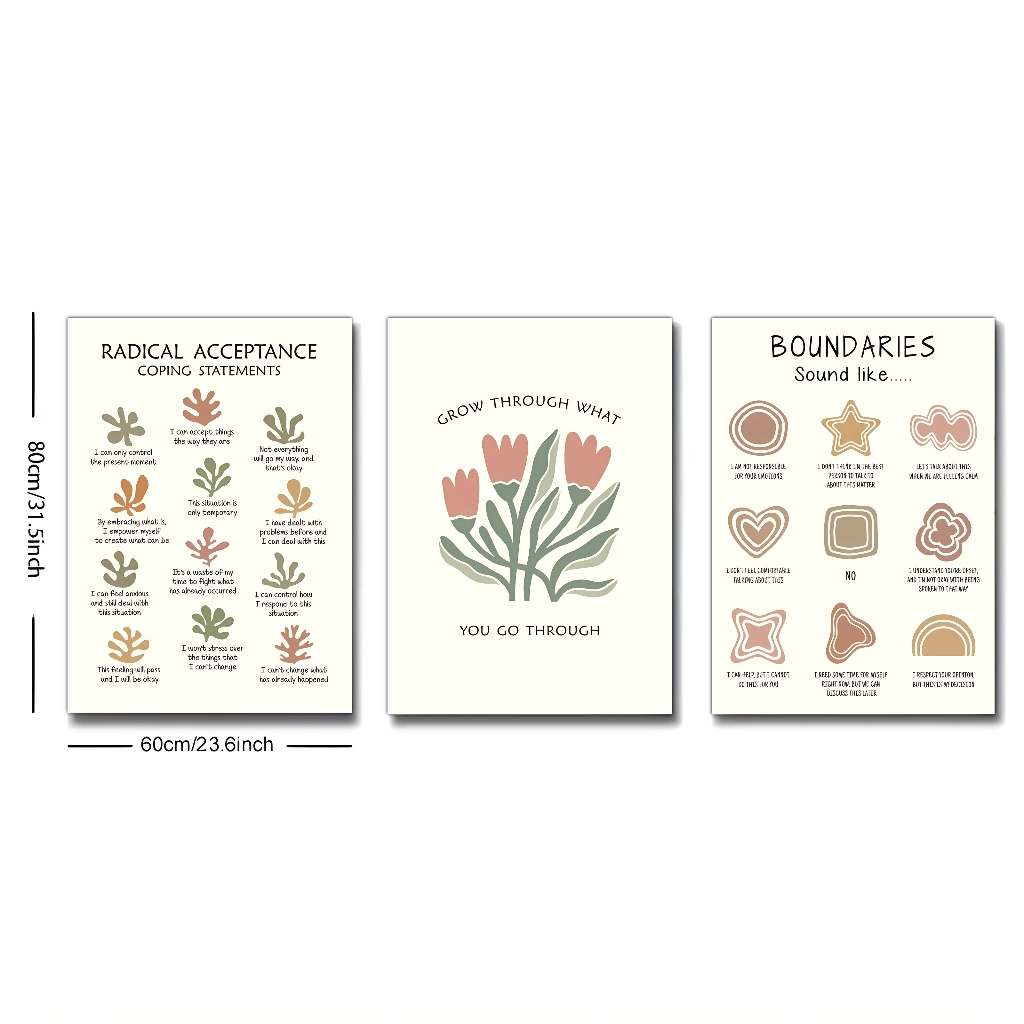 80cm/31.5inch
60cm/23.6inch
RADICAL ACCEPTANCE
COPING STATEMENTS
I can accept things
the way they are
I can only control
the present moment
Not everything
will go my way, and
that's okay
This situation is
only temporary
By embracing what is,
I empower myself
to create what can be
I have dealt with
problems before and
I can deal with this
It's a waste of my
time to fight what
has already occurred
I can feel anxious
and still deal with
this situation
I can control how
I respond to this
situation
I won't stress over
the things that
I can't change
This feeling will pass
and I will be okay
I can't change what
has already happened
GROW THROUGH WHAT
YOU GO THROUGH
BOUNDARIES
Sound like.....
I AM NOT RESPONSIBLE
FOR YOUR EMOTIONS
I DON'T THINK I'M THE BEST
PERSON TO TALK TO
ABOUT THIS MATTER
LET'S TALK ABOUT THIS
WHEN WE ARE FEELING CALM
I DON'T FEEL COMFORTABLE
TALKING ABOUT THIS
NO
I UNDERSTAND YOU'RE UPSET,
AND I'M NOT OKAY WITH BEING
SPOKEN TO THAT WAY
I CAN HELP, BUT I CANNOT
DO THIS FOR YOU
I NEED SOME TIME FOR MYSELF
RIGHT NOW, BUT WE CAN
DISCUSS THIS LATER
I RESPECT YOUR OPINION,
BUT THIS IS MY DECISION